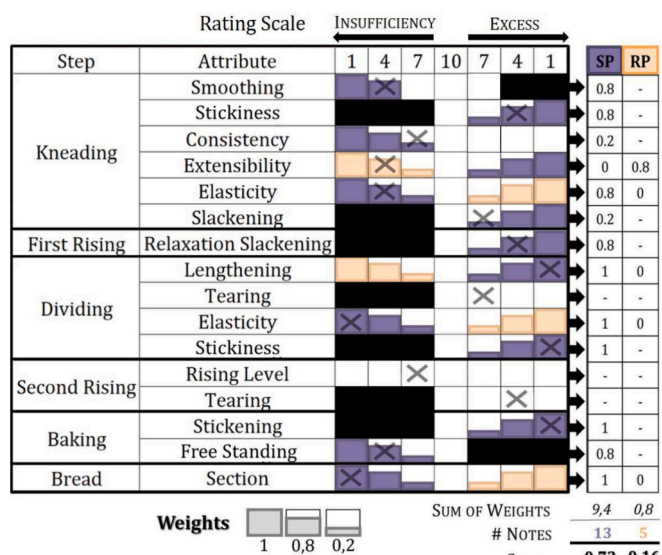 Rating Scale INSUFFICIENCY EXCESS
Step Attribute 1 4 7 10 7 4 1 SP RP
Kneading
Smoothing 0.8 -
Stickiness 0.8 -
Consistency 0.2 -
Extensibility 0 0.8
Elasticity 0.8 0
Slackening 0.2 -
First Rising Relaxation Slackening 0.8 -
Dividing
Lengthening 1 0
Tearing - -
Elasticity 1 0
Stickiness 1 -
Second Rising
Rising Level - -
Tearing - -
Baking
Stickening 1 -
Free Standing 0.8 -
Bread Section 1 0
Weights 1 0,8 0,2
SUM OF WEIGHTS 9,4 0,8
# NOTES 13 5